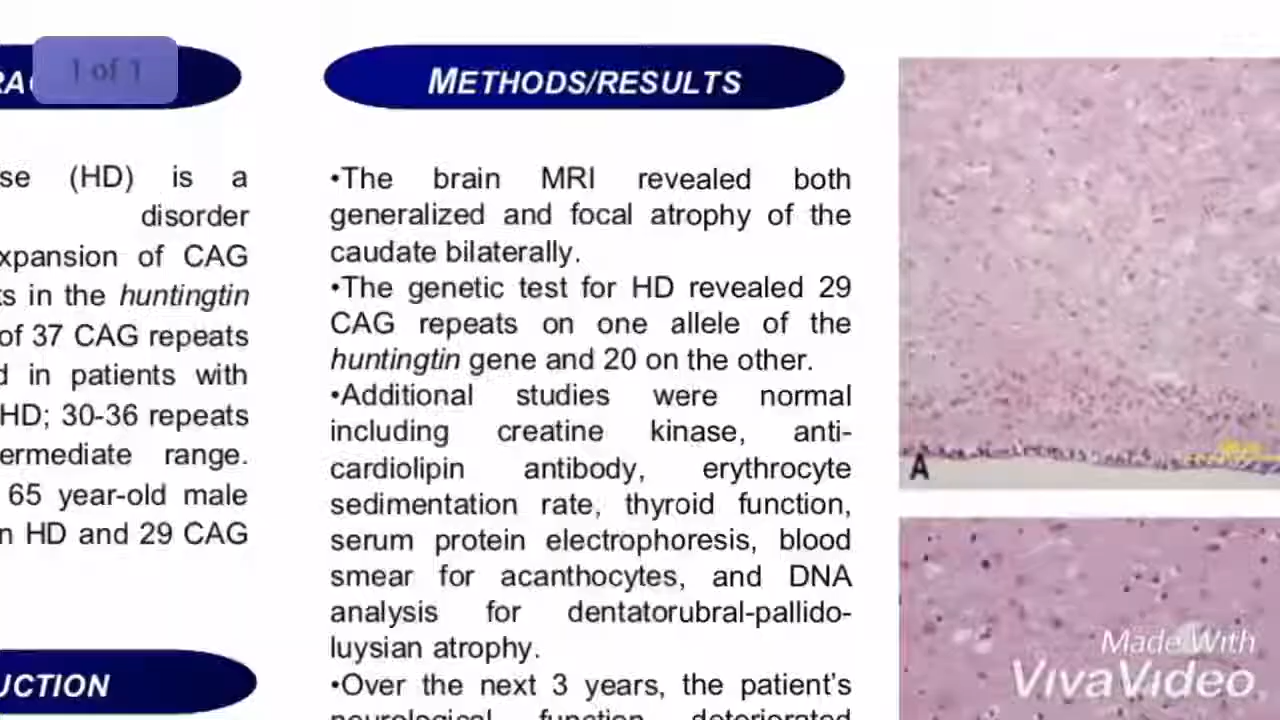 1 of 1
se (HD) is a
disorder
xpansion of CAG
s in the huntingtin
of 37 CAG repeats
d in patients with
HD; 30-36 repeats
ermediate range.
65 year-old male
n HD and 29 CAG
UCTION
METHODS/RESULTS
•The brain MRI revealed both
generalized and focal atrophy of the
caudate bilaterally.
•The genetic test for HD revealed 29
CAG repeats on one allele of the
huntingtin gene and 20 on the other.
•Additional studies were normal
including creatine kinase, anti-
cardiolipin antibody, erythrocyte
sedimentation rate, thyroid function,
serum protein electrophoresis, blood
smear for acanthocytes, and DNA
analysis for dentatorubral-pallido-
luysian atrophy.
•Over the next 3 years, the patient's
neurological function deteriorated
A
Made With
VivaVideo